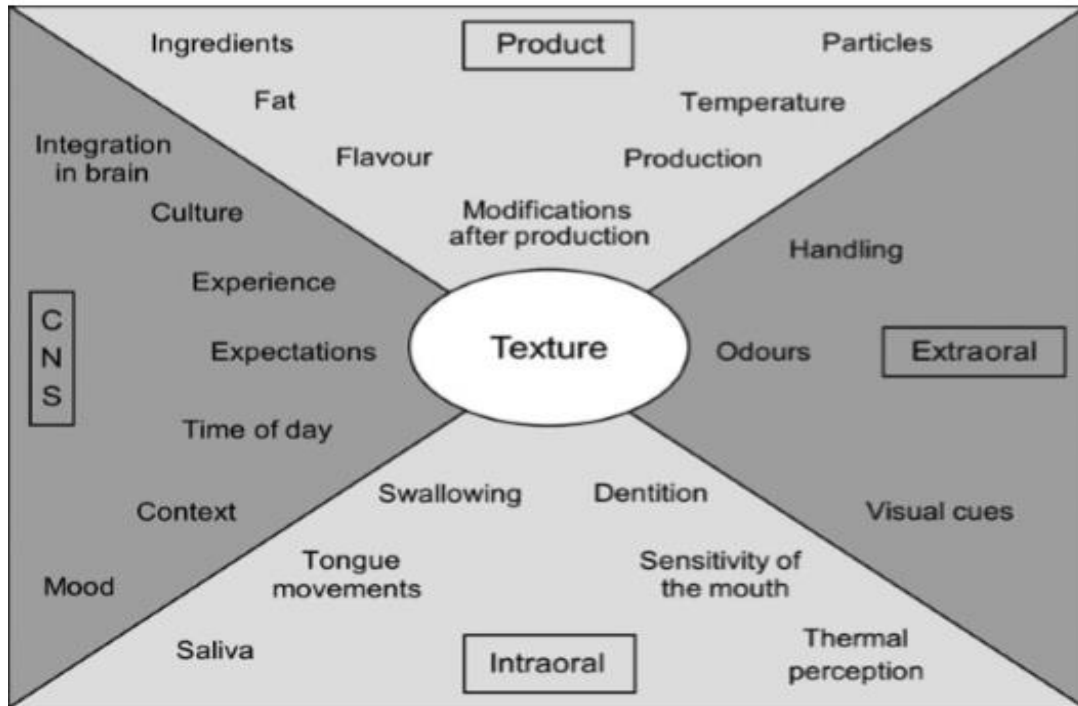 Ingredients
Product
Particles
Fat
Temperature
Flavour
Production
Modifications
after production
Integration
in brain
Culture
Experience
Expectations
Time of day
Context
Mood
C
N
S
Texture
Handling
Odours
Extraoral
Visual cues
Swallowing
Dentition
Tongue
movements
Sensitivity of
the mouth
Saliva
Intraoral
Thermal
perception